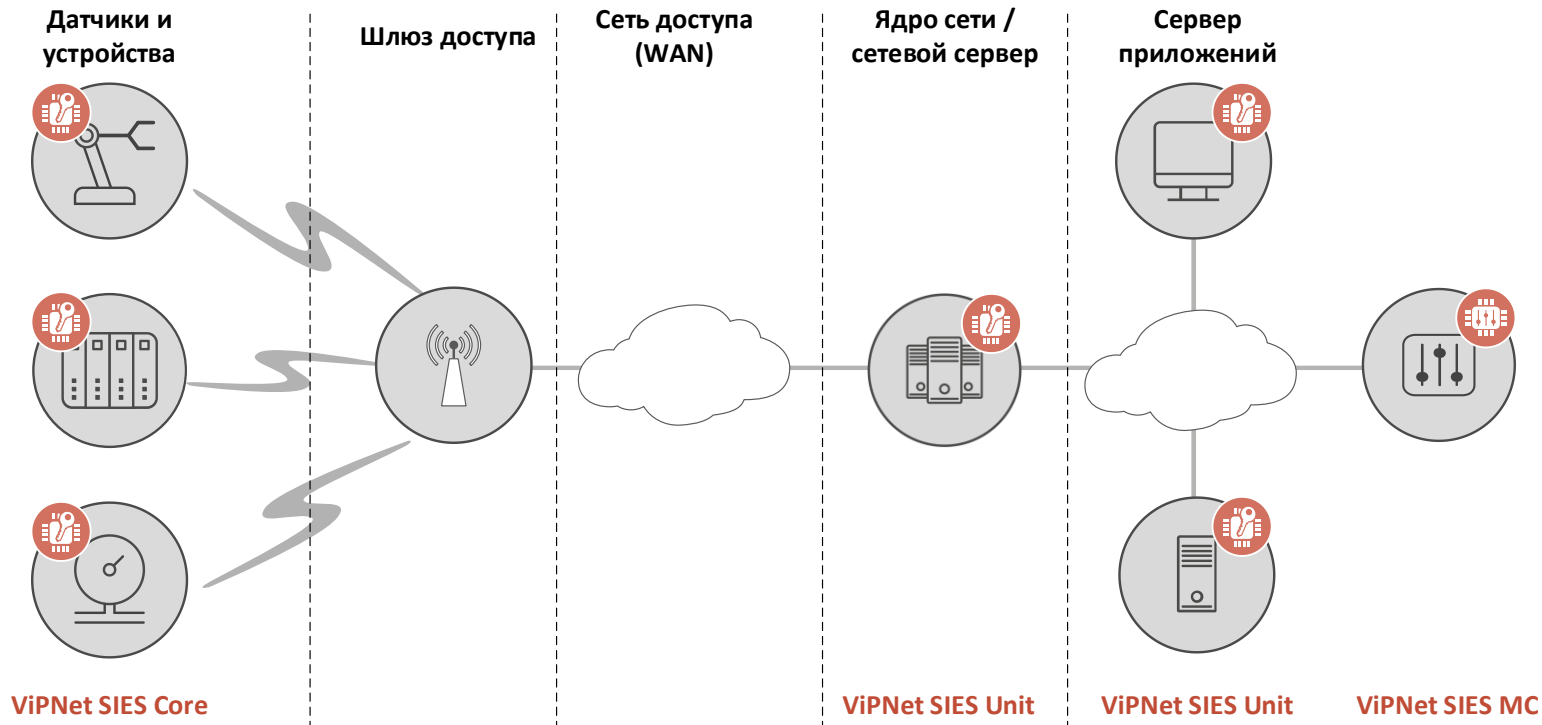 Датчики и
устройства
Шлюз доступа
Сеть доступа
(WAN)
Ядро сети /
сетевой сервер
Сервер
приложений
ViPNet SIES Core
ViPNet SIES Unit
ViPNet SIES Unit
ViPNet SIES MC